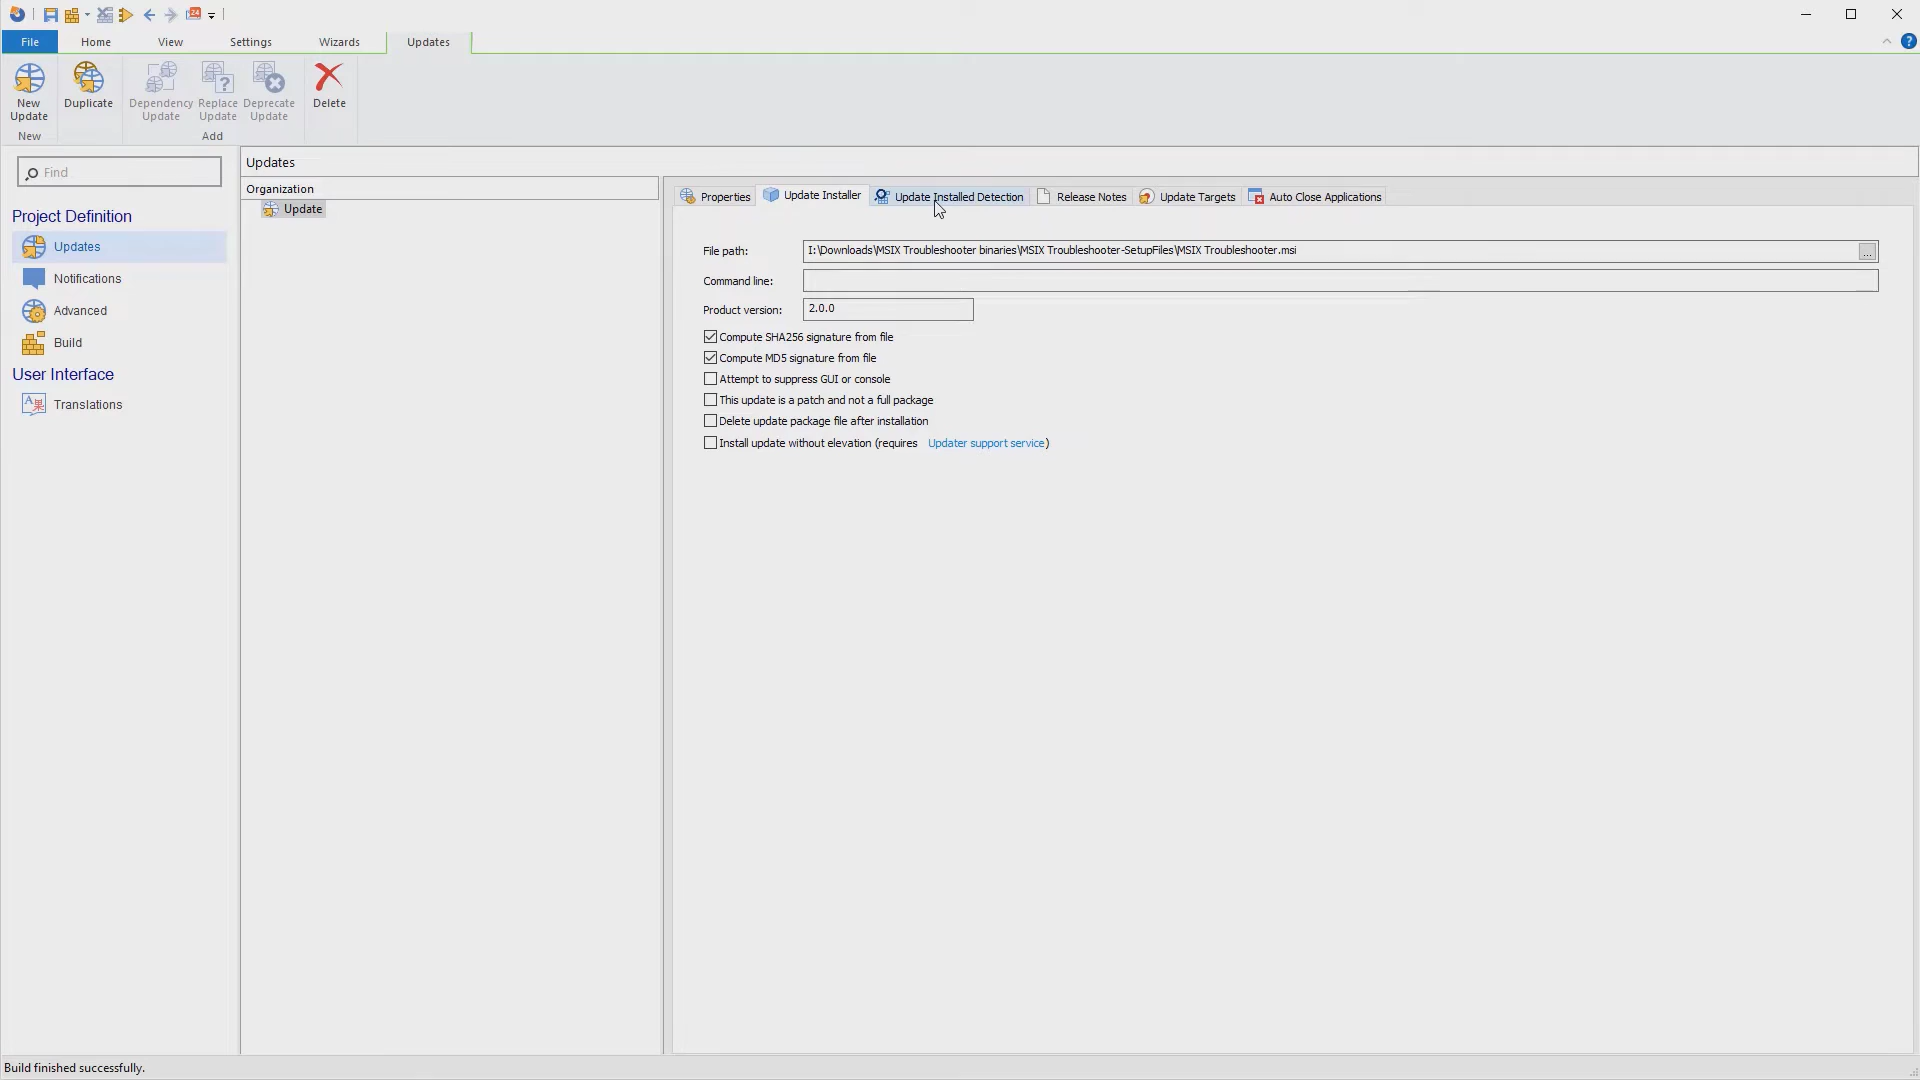 24
File
Home
View
Settings
Wizards
Updates
?
New
Update
Duplicate
Dependency
Update
Replace
Update
Deprecate
Update
Delete
New
Add
Find
Updates
Project Definition
Updates
Notifications
Advanced
Build
User Interface
Translations
Organization
Update
Properties
Update Installer
Update Installed Detection
Release Notes
Update Targets
Auto Close Applications
File path:
I:\Downloads\MSIX Troubleshooter binaries\MSIX Troubleshooter-SetupFiles\MSIX Troubleshooter.msi
...
Command line:
Product version:
2.0.0
Compute SHA256 signature from file
Compute MD5 signature from file
Attempt to suppress GUI or console
This update is a patch and not a full package
Delete update package file after installation
Install update without elevation (requires Updater support service)
Build finished successfully.